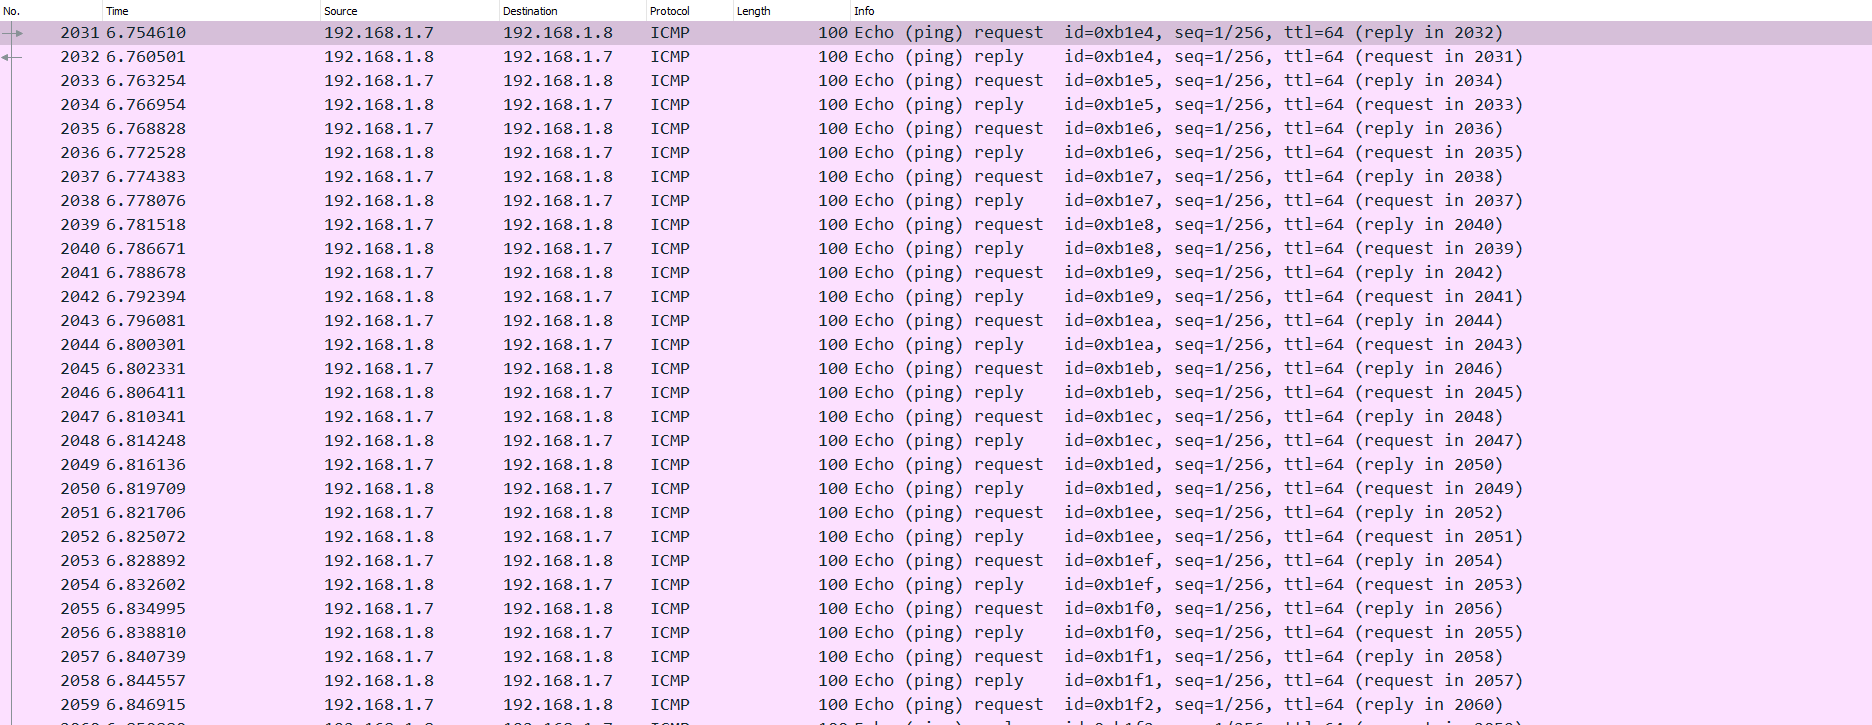 No. Time Source Destination Protocol Length Info
2031 6.754610 192.168.1.7 192.168.1.8 ICMP 100 Echo (ping) request id=0xb1e4, seq=1/256, ttl=64 (reply in 2032)
2032 6.760501 192.168.1.8 192.168.1.7 ICMP 100 Echo (ping) reply id=0xb1e4, seq=1/256, ttl=64 (request in 2031)
2033 6.763254 192.168.1.7 192.168.1.8 ICMP 100 Echo (ping) request id=0xb1e5, seq=1/256, ttl=64 (reply in 2034)
2034 6.766954 192.168.1.8 192.168.1.7 ICMP 100 Echo (ping) reply id=0xb1e5, seq=1/256, ttl=64 (request in 2033)
2035 6.768828 192.168.1.7 192.168.1.8 ICMP 100 Echo (ping) request id=0xb1e6, seq=1/256, ttl=64 (reply in 2036)
2036 6.772528 192.168.1.8 192.168.1.7 ICMP 100 Echo (ping) reply id=0xb1e6, seq=1/256, ttl=64 (request in 2035)
2037 6.774383 192.168.1.7 192.168.1.8 ICMP 100 Echo (ping) request id=0xb1e7, seq=1/256, ttl=64 (reply in 2038)
2038 6.778076 192.168.1.8 192.168.1.7 ICMP 100 Echo (ping) reply id=0xb1e7, seq=1/256, ttl=64 (request in 2037)
2039 6.781518 192.168.1.7 192.168.1.8 ICMP 100 Echo (ping) request id=0xb1e8, seq=1/256, ttl=64 (reply in 2040)
2040 6.786671 192.168.1.8 192.168.1.7 ICMP 100 Echo (ping) reply id=0xb1e8, seq=1/256, ttl=64 (request in 2039)
2041 6.788678 192.168.1.7 192.168.1.8 ICMP 100 Echo (ping) request id=0xb1e9, seq=1/256, ttl=64 (reply in 2042)
2042 6.792394 192.168.1.8 192.168.1.7 ICMP 100 Echo (ping) reply id=0xb1e9, seq=1/256, ttl=64 (request in 2041)
2043 6.796081 192.168.1.7 192.168.1.8 ICMP 100 Echo (ping) request id=0xb1ea, seq=1/256, ttl=64 (reply in 2044)
2044 6.800301 192.168.1.8 192.168.1.7 ICMP 100 Echo (ping) reply id=0xb1ea, seq=1/256, ttl=64 (request in 2043)
2045 6.802331 192.168.1.7 192.168.1.8 ICMP 100 Echo (ping) request id=0xb1eb, seq=1/256, ttl=64 (reply in 2046)
2046 6.806411 192.168.1.8 192.168.1.7 ICMP 100 Echo (ping) reply id=0xb1eb, seq=1/256, ttl=64 (request in 2045)
2047 6.810341 192.168.1.7 192.168.1.8 ICMP 100 Echo (ping) request id=0xb1ec, seq=1/256, ttl=64 (reply in 2048)
2048 6.814248 192.168.1.8 192.168.1.7 ICMP 100 Echo (ping) reply id=0xb1ec, seq=1/256, ttl=64 (request in 2047)
2049 6.816136 192.168.1.7 192.168.1.8 ICMP 100 Echo (ping) request id=0xb1ed, seq=1/256, ttl=64 (reply in 2050)
2050 6.819709 192.168.1.8 192.168.1.7 ICMP 100 Echo (ping) reply id=0xb1ed, seq=1/256, ttl=64 (request in 2049)
2051 6.821706 192.168.1.7 192.168.1.8 ICMP 100 Echo (ping) request id=0xb1ee, seq=1/256, ttl=64 (reply in 2052)
2052 6.825072 192.168.1.8 192.168.1.7 ICMP 100 Echo (ping) reply id=0xb1ee, seq=1/256, ttl=64 (request in 2051)
2053 6.828892 192.168.1.7 192.168.1.8 ICMP 100 Echo (ping) request id=0xb1ef, seq=1/256, ttl=64 (reply in 2054)
2054 6.832602 192.168.1.8 192.168.1.7 ICMP 100 Echo (ping) reply id=0xb1ef, seq=1/256, ttl=64 (request in 2053)
2055 6.834995 192.168.1.7 192.168.1.8 ICMP 100 Echo (ping) request id=0xb1f0, seq=1/256, ttl=64 (reply in 2056)
2056 6.838810 192.168.1.8 192.168.1.7 ICMP 100 Echo (ping) reply id=0xb1f0, seq=1/256, ttl=64 (request in 2055)
2057 6.840739 192.168.1.7 192.168.1.8 ICMP 100 Echo (ping) request id=0xb1f1, seq=1/256, ttl=64 (reply in 2058)
2058 6.844557 192.168.1.8 192.168.1.7 ICMP 100 Echo (ping) reply id=0xb1f1, seq=1/256, ttl=64 (request in 2057)
2059 6.846915 192.168.1.7 192.168.1.8 ICMP 100 Echo (ping) request id=0xb1f2, seq=1/256, ttl=64 (reply in 2060)